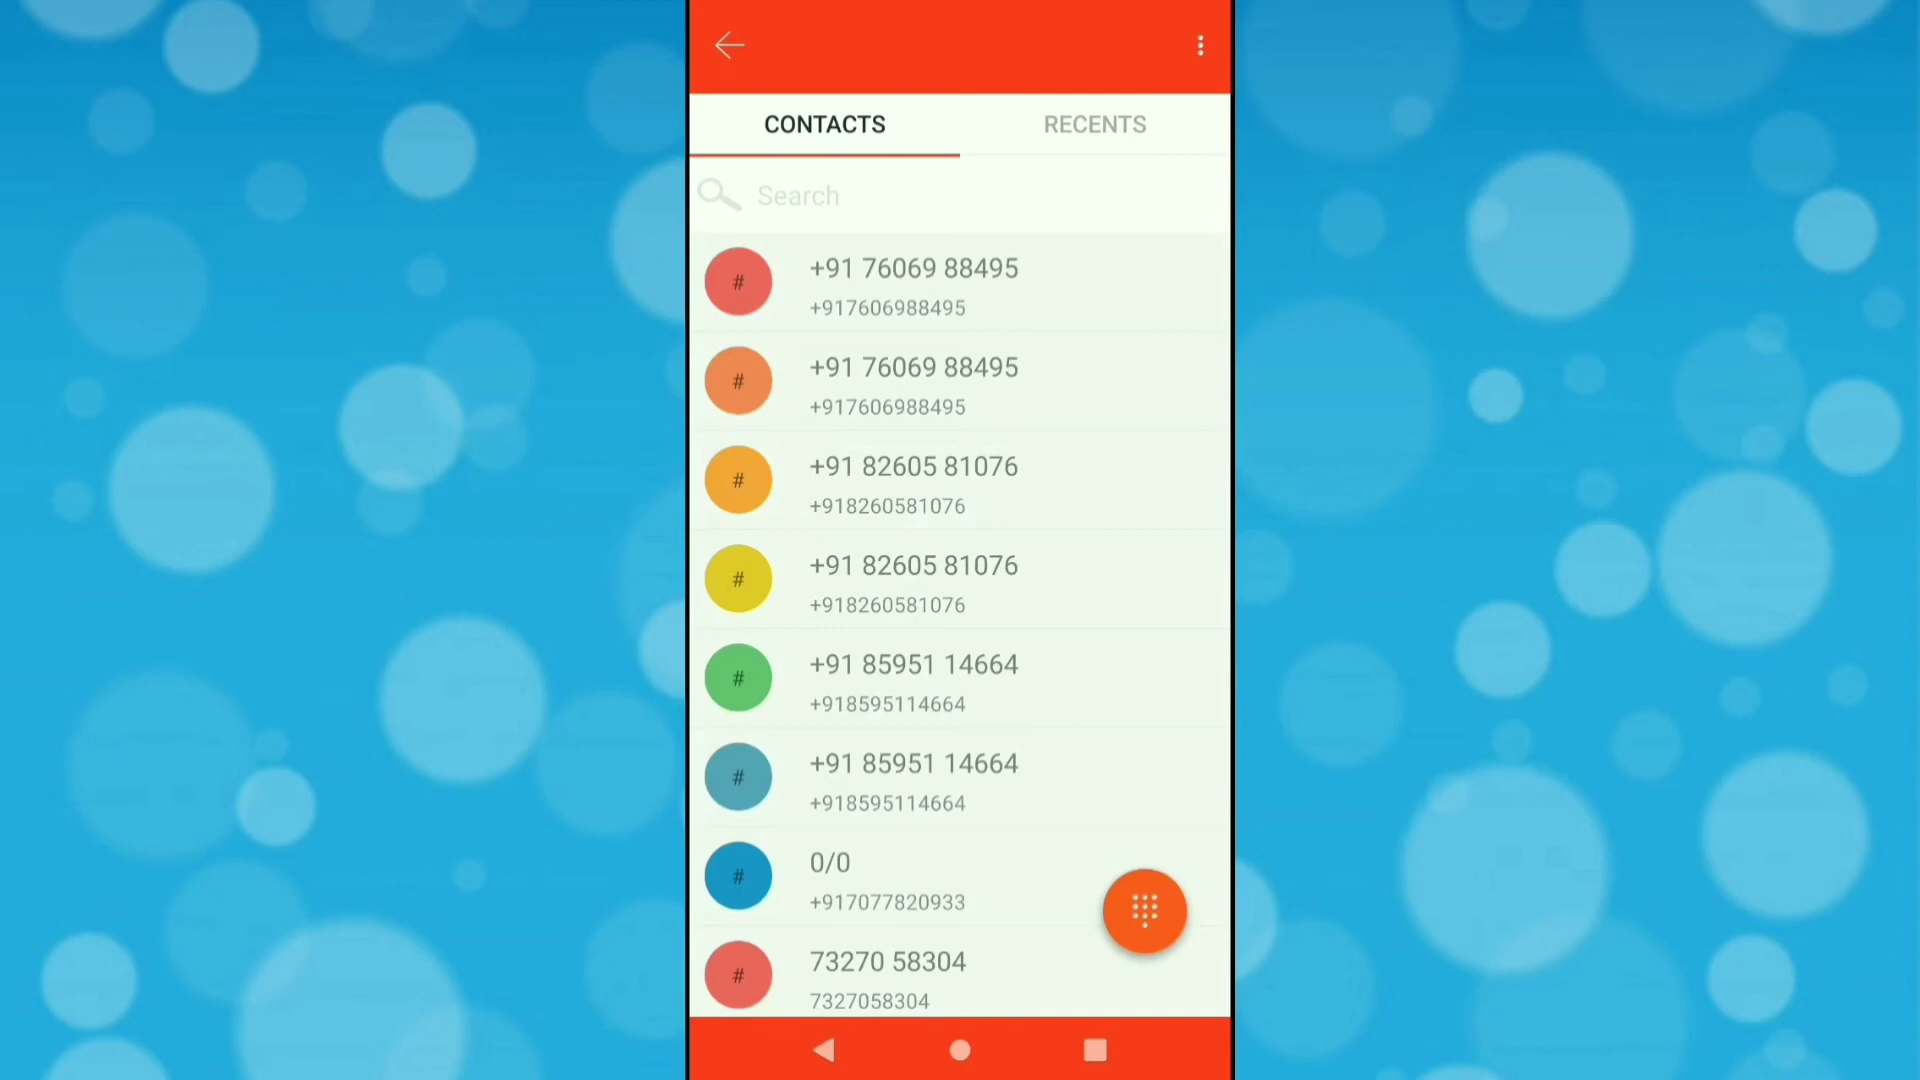 CONTACTS RECENTS
Search
# +91 76069 88495
+917606988495
# +91 76069 88495
+917606988495
# +91 82605 81076
+918260581076
# +91 82605 81076
+918260581076
# +91 85951 14664
+918595114664
# +91 85951 14664
+918595114664
# 0/0
+917077820933
# 73270 58304
7327058304